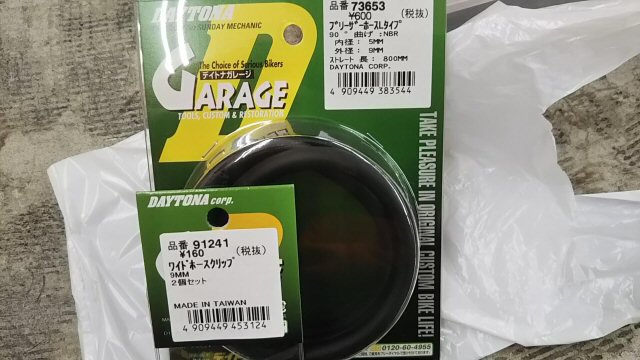 DAYTONA
SUNDAY MECHANIC
The Choice of Serious Bikers
デイトナガレージ
GARAGE
TOOLS, CUSTOM & RESTORATION
品番 73653
¥600 (税抜)
ブリーザーホースLタイプ
90°曲げ :NBR
内径: 5MM
外径: 9MM
ストレート長: 800MM
DAYTONA CORP.
4 909449 383544
TAKE PLEASURE IN ORIGINAL CUSTOM BIKE LIFE!
DAYTONA corp.
品番 91241
¥160 (税抜)
ワイドホースクリップ
9MM
2個セット
MADE IN TAIWAN
4 909449 453124
0120-60-4955